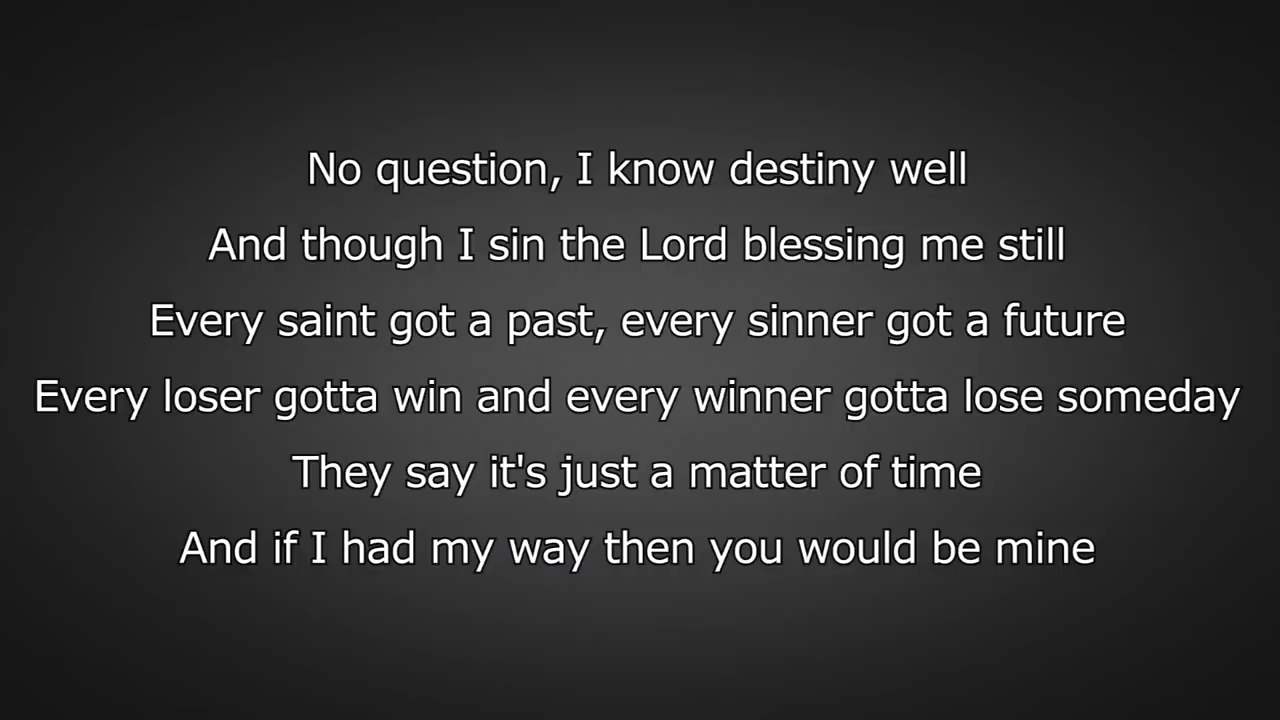 No question, I know destiny well
And though I sin the Lord blessing me still
Every saint got a past, every sinner got a future
Every loser gotta win and every winner gotta lose someday
They say it's just a matter of time
And if I had my way then you would be mine